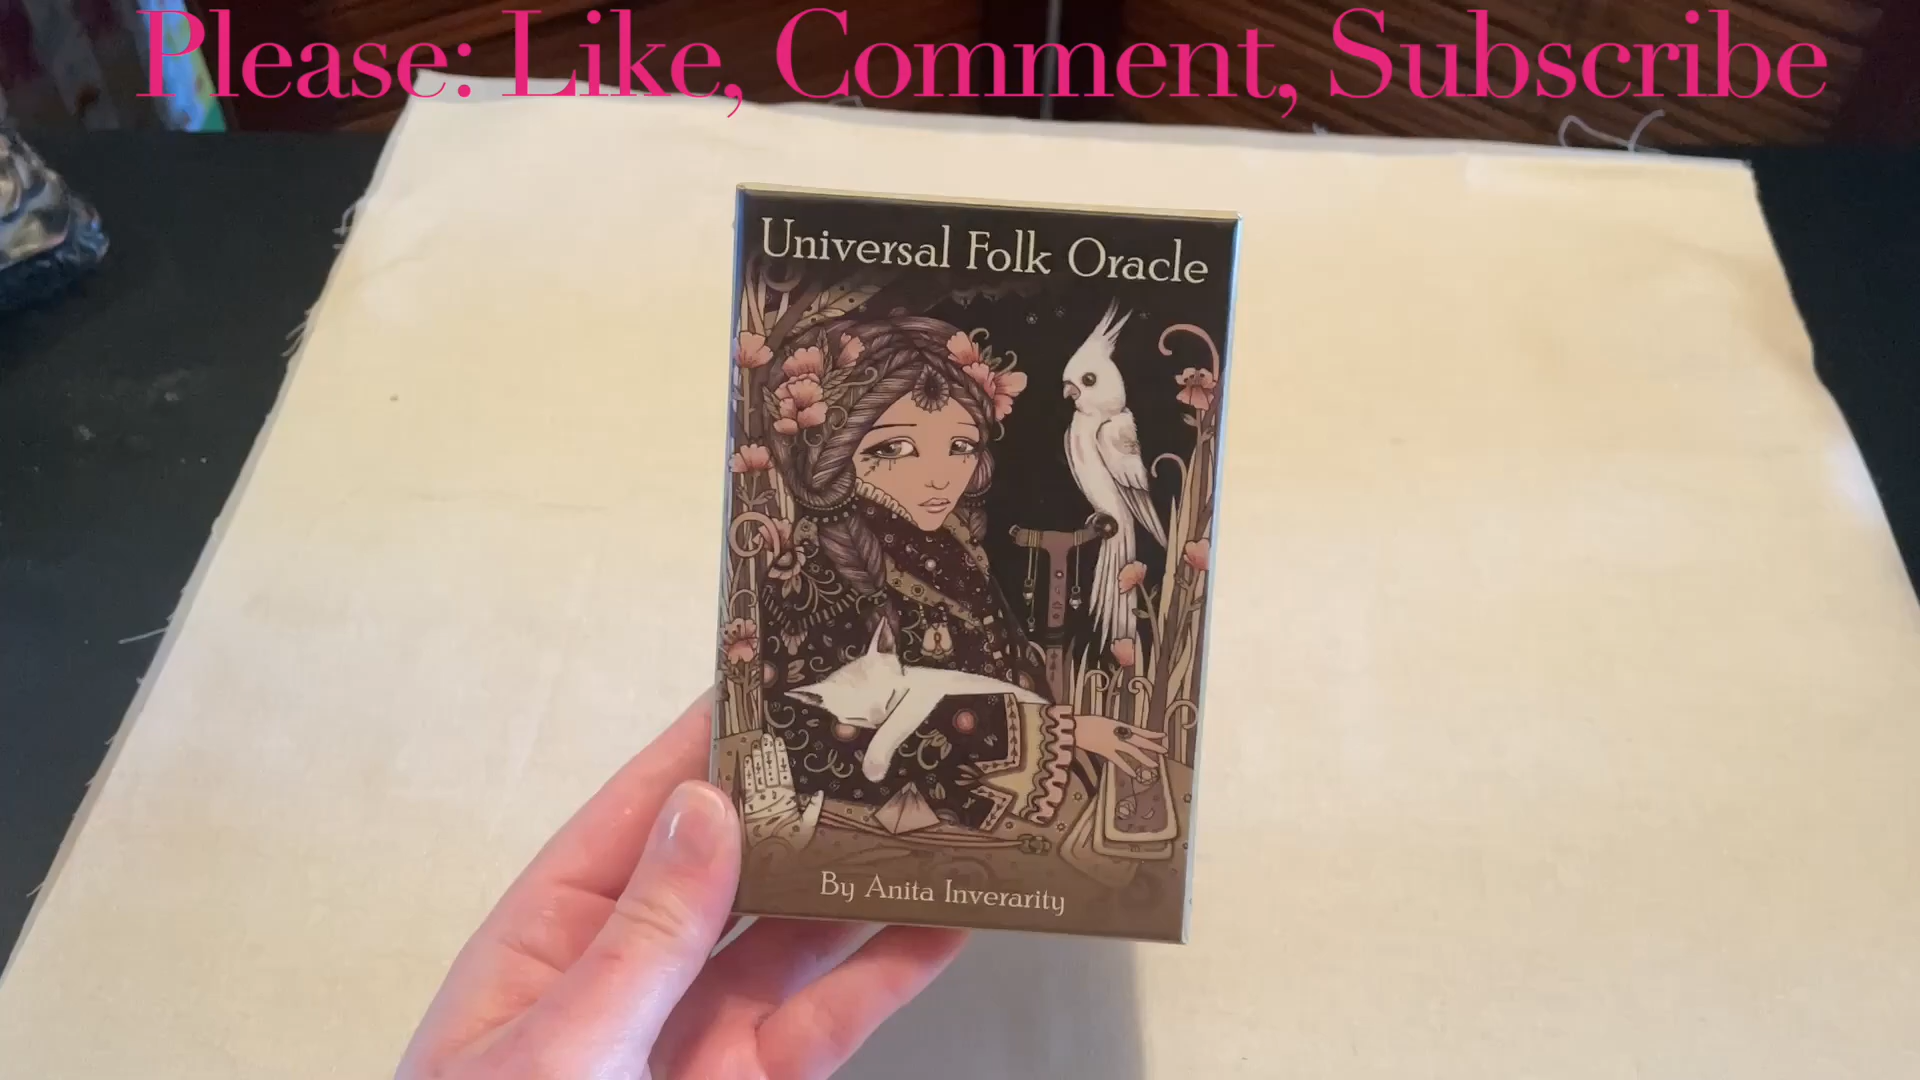 Please: Like, Comment, Subscribe
Universal Folk Oracle
By Anita Inverarity